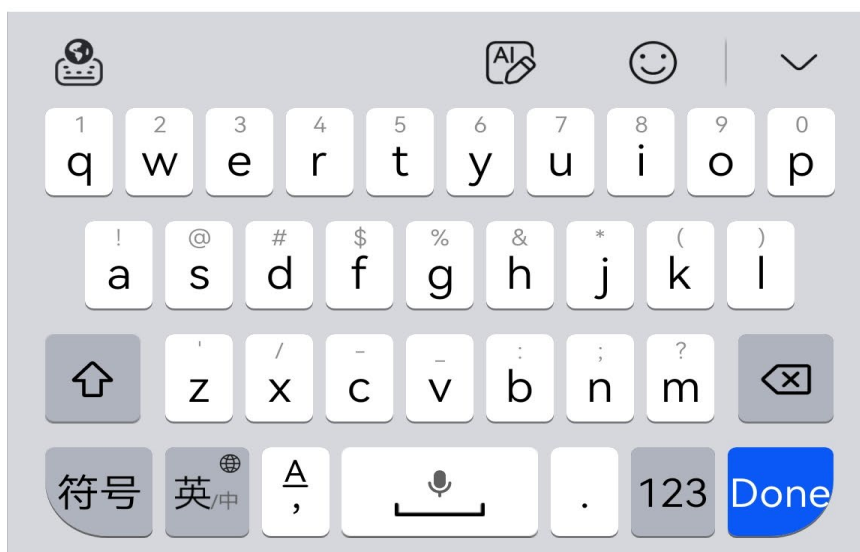 AI
1 2 3 4 5 6 7 8 9 0
q w e r t y u i o p
! @ # $ % & * ( )
a s d f g h j k l
' / - _ : ; ?
z x c v b n m
符号 英/中 A , . 123 Done